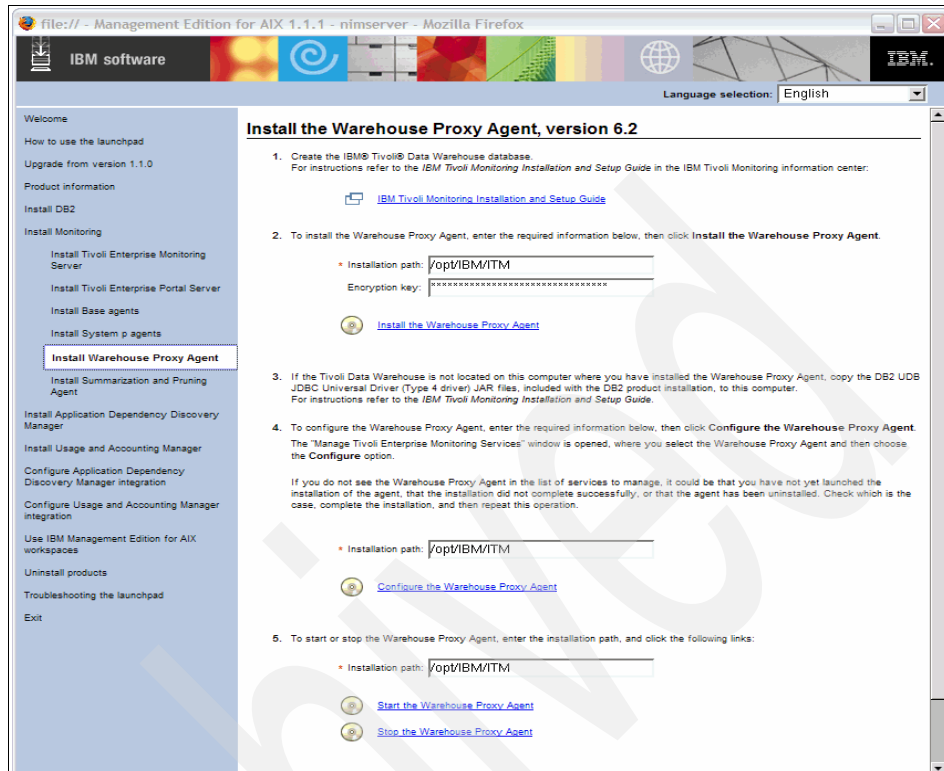 file:// - Management Edition for AIX 1.1.1 - nimserver - Mozilla Firefox
IBM software
IBM.
Language selection: English
Welcome
How to use the launchpad
Upgrade from version 1.1.0
Product information
Install DB2
Install Monitoring
Install Tivoli Enterprise Monitoring
Server
Install Tivoli Enterprise Portal Server
Install Base agents
Install System p agents
Install Warehouse Proxy Agent
Install Summarization and Pruning
Agent
Install Application Dependency Discovery
Manager
Install Usage and Accounting Manager
Configure Application Dependency
Discovery Manager integration
Configure Usage and Accounting Manager
integration
Use IBM Management Edition for AIX
workspaces
Uninstall products
Troubleshooting the launchpad
Exit
Install the Warehouse Proxy Agent, version 6.2
1. Create the IBM® Tivoli® Data Warehouse database.
For instructions refer to the IBM Tivoli Monitoring Installation and Setup Guide in the IBM Tivoli Monitoring information center:
IBM Tivoli Monitoring Installation and Setup Guide
2. To install the Warehouse Proxy Agent, enter the required information below, then click Install the Warehouse Proxy Agent.
* Installation path: /opt/IBM/ITM
Encryption key: ********************************
Install the Warehouse Proxy Agent
3. If the Tivoli Data Warehouse is not located on this computer where you have installed the Warehouse Proxy Agent, copy the DB2 UDB
JDBC Universal Driver (Type 4 driver) JAR files, included with the DB2 product installation, to this computer.
For instructions refer to the IBM Tivoli Monitoring Installation and Setup Guide.
4. To configure the Warehouse Proxy Agent, enter the required information below, then click Configure the Warehouse Proxy Agent.
The "Manage Tivoli Enterprise Monitoring Services" window is opened, where you select the Warehouse Proxy Agent and then choose
the Configure option.
If you do not see the Warehouse Proxy Agent in the list of services to manage, it could be that you have not yet launched the
installation of the agent, that the installation did not complete successfully, or that the agent has been uninstalled. Check which is the
case, complete the installation, and then repeat this operation.
* Installation path: /opt/IBM/ITM
Configure the Warehouse Proxy Agent
5. To start or stop the Warehouse Proxy Agent, enter the installation path, and click the following links:
* Installation path: /opt/IBM/ITM
Start the Warehouse Proxy Agent
Stop the Warehouse Proxy Agent
hived